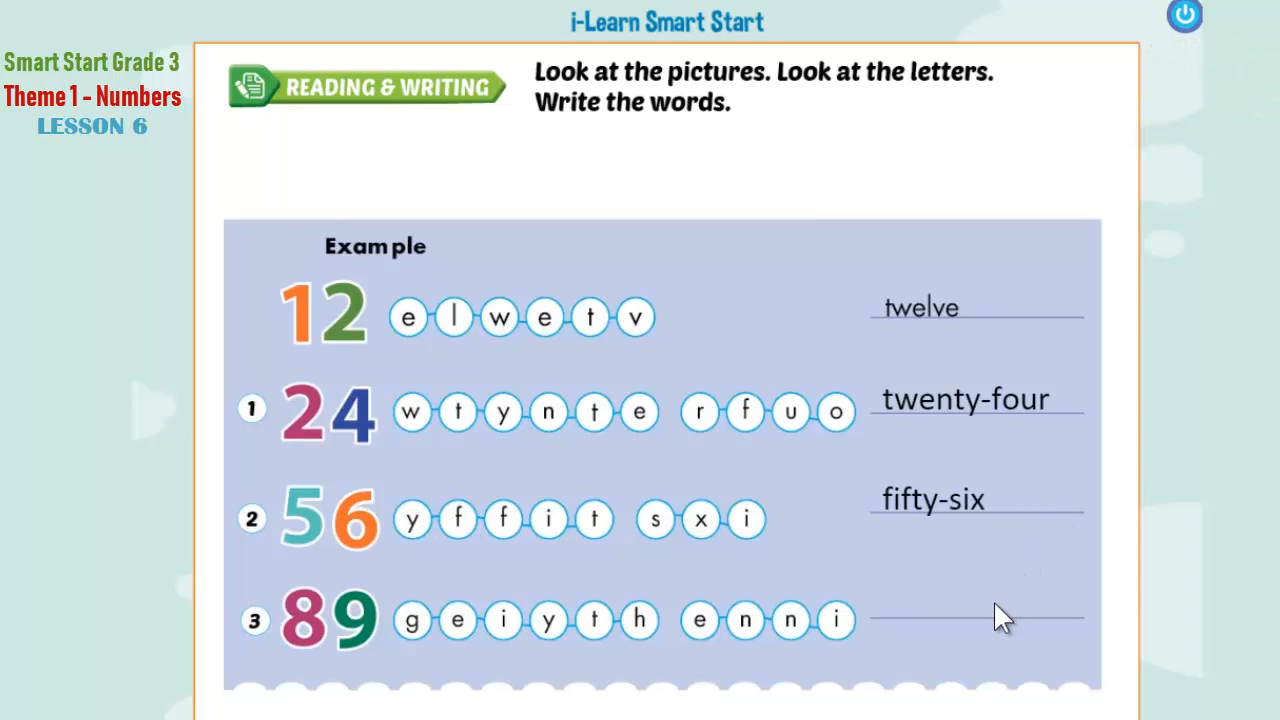 i-Learn Smart Start
Smart Start Grade 3
Theme 1 - Numbers
LESSON 6
READING & WRITING
Look at the pictures. Look at the letters.
Write the words.
Example
12 e l w e t v twelve
1 24 w t y n t e r f u o twenty-four
2 56 y f f i t s x i fifty-six
3 89 g e i y t h e n n i